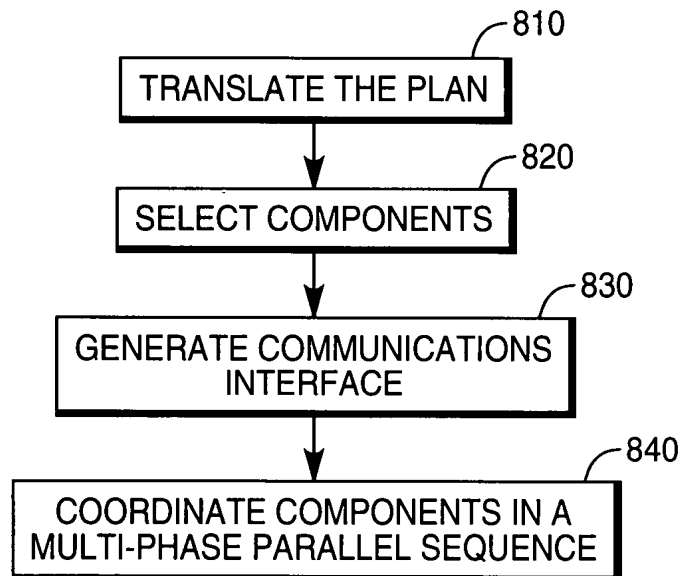 810
TRANSLATE THE PLAN
820
SELECT COMPONENTS
830
GENERATE COMMUNICATIONS
INTERFACE
840
COORDINATE COMPONENTS IN A
MULTI-PHASE PARALLEL SEQUENCE